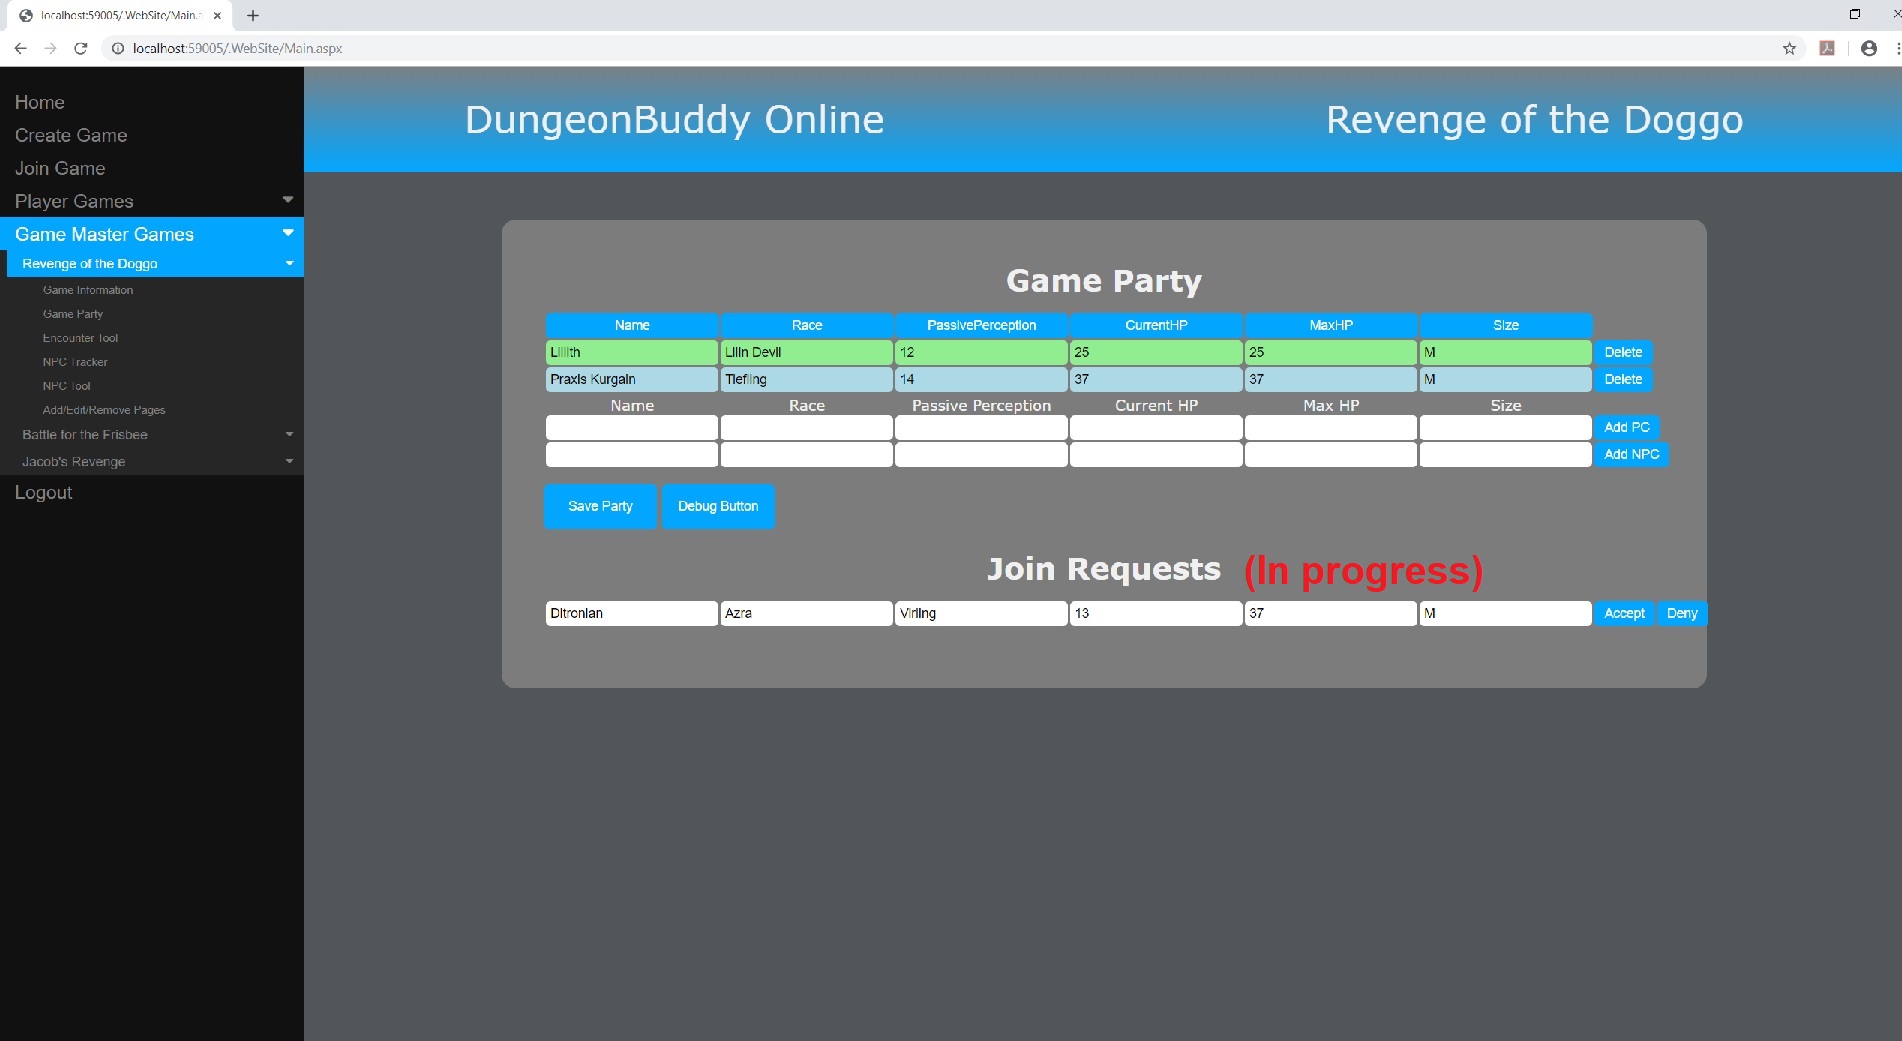 localhost:59005/.WebSite/Main.a
localhost:59005/.WebSite/Main.aspx
Home
Create Game
Join Game
Player Games
Game Master Games
Revenge of the Doggo
Game Information
Game Party
Encounter Tool
NPC Tracker
NPC Tool
Add/Edit/Remove Pages
Battle for the Frisbee
Jacob's Revenge
Logout
DungeonBuddy Online Revenge of the Doggo
Game Party
Name Race PassivePerception CurrentHP MaxHP Size
Lilith Lilin Devil 12 25 25 M Delete
Praxis Kurgain Tiefling 14 37 37 M Delete
Name Race Passive Perception Current HP Max HP Size
Add PC
Add NPC
Save Party Debug Button
Join Requests (In progress)
Ditronian Azra Virling 13 37 M Accept Deny